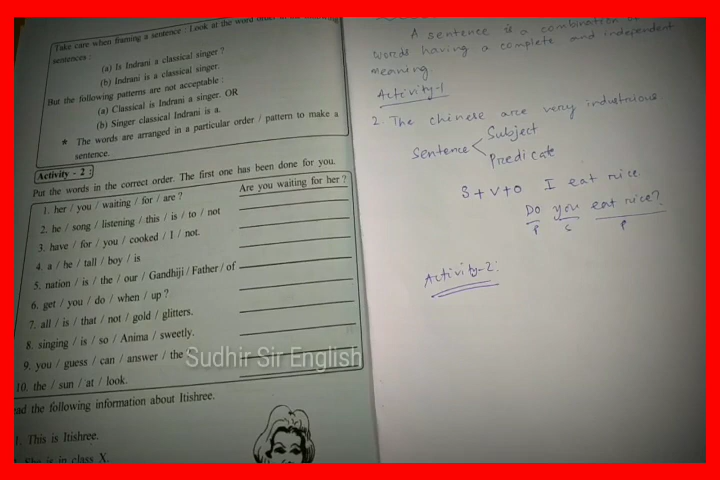 Take care when framing a sentence : Look at the word order in the
sentences :
(a) Is Indrani a classical singer ?
(b) Indrani is a classical singer.
But the following patterns are not acceptable :
(a) Classical is Indrani a singer. OR
(b) Singer classical Indrani is a.
★ The words are arranged in a particular order / pattern to make a
sentence.
Activity - 2 :
Put the words in the correct order. The first one has been done for you.
1. her / you / waiting / for / are ? Are you waiting for her ?
2. he / song / listening / this / is / to / not
3. have / for / you / cooked / I / not.
4. a / he / tall / boy / is
5. nation / is / the / our / Gandhiji / Father / of
6. get / you / do / when / up ?
7. all / is / that / not / gold / glitters.
8. singing / is / so / Anima / sweetly.
9. you / guess / can / answer / the
10. the / sun / at / look.
the following information about Itishree.
1. This is Itishree.
She is in class X.
A sentence is a combination of
words having a complete and independent
meaning
Activity-1
2. The chinese are very industrious.
Sentence < Subject
Predicate
S + V + O I eat rice.
Do you eat rice?
P S P
Activity-2:
Sudhir Sir English